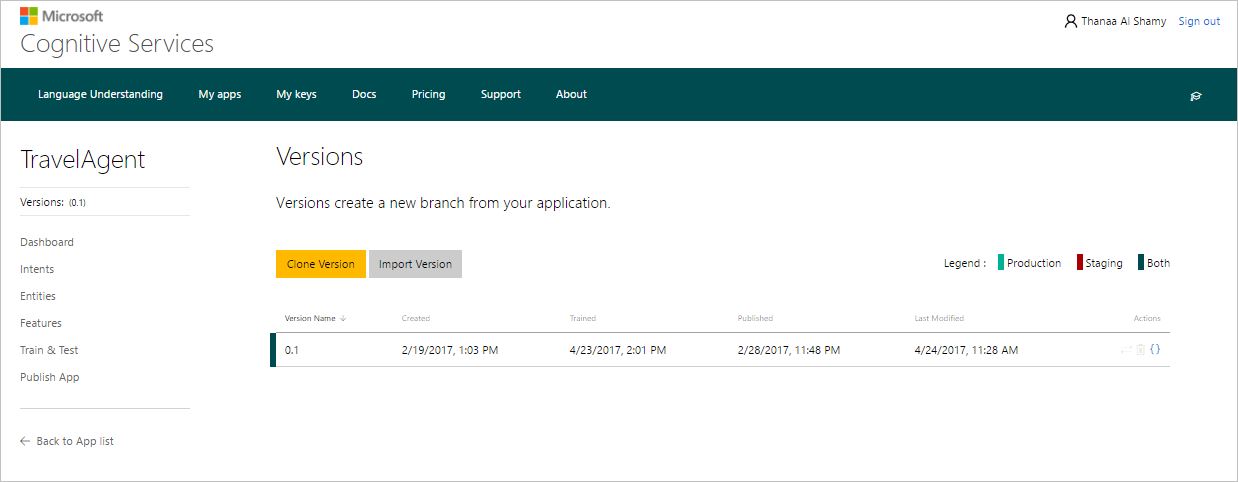 Microsoft
Cognitive Services
Thanaa Al Shamy Sign out
Language Understanding My apps My keys Docs Pricing Support About
TravelAgent
Versions: (0.1)
Dashboard
Intents
Entities
Features
Train & Test
Publish App
Back to App list
Versions
Versions create a new branch from your application.
Clone Version Import Version
Legend : Production Staging Both
Version Name Created Trained Published Last Modified Actions
0.1 2/19/2017, 1:03 PM 4/23/2017, 2:01 PM 2/28/2017, 11:48 PM 4/24/2017, 11:28 AM {}